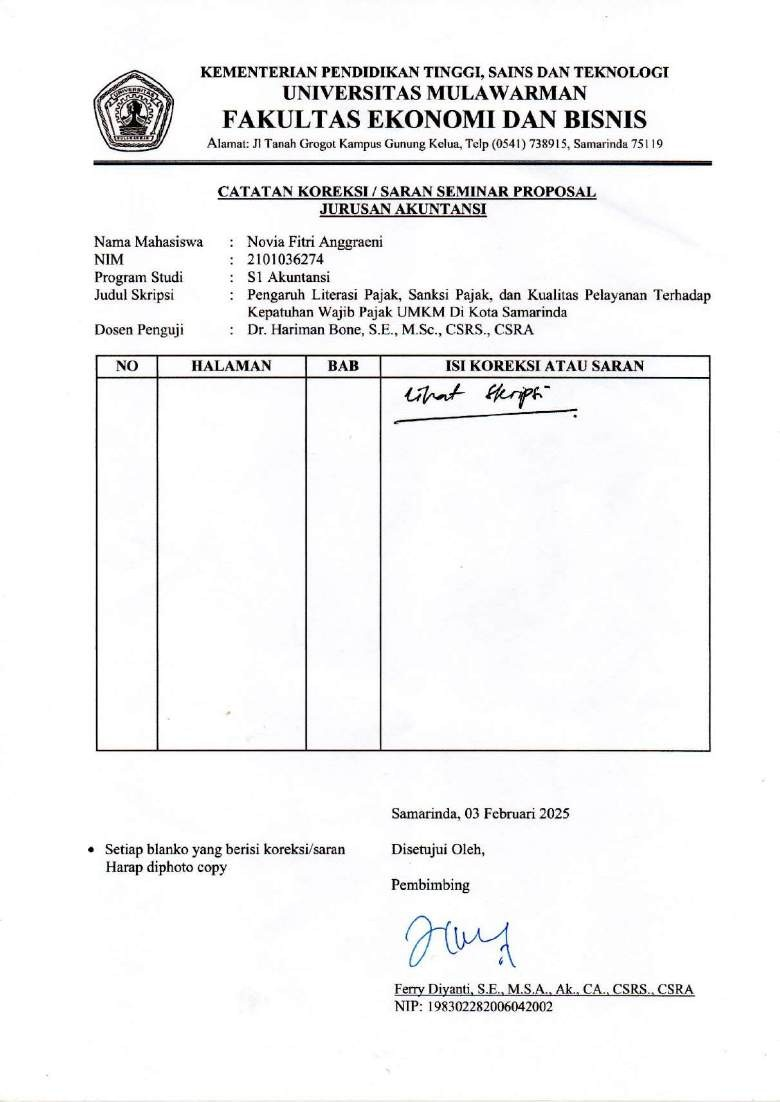 KEMENTERIAN PENDIDIKAN TINGGI, SAINS DAN TEKNOLOGI
UNIVERSITAS MULAWARMAN
FAKULTAS EKONOMI DAN BISNIS
Alamat: Jl Tanah Grogot Kampus Gunung Kelua, Telp (0541) 738915, Samarinda 75119
CATATAN KOREKSI / SARAN SEMINAR PROPOSAL
JURUSAN AKUNTANSI
Nama Mahasiswa : Novia Fitri Anggraeni
NIM : 2101036274
Program Studi : S1 Akuntansi
Judul Skripsi : Pengaruh Literasi Pajak, Sanksi Pajak, dan Kualitas Pelayanan Terhadap
Kepatuhan Wajib Pajak UMKM Di Kota Samarinda
Dosen Penguji : Dr. Hariman Bone, S.E., M.Sc., CSRS., CSRA
NO HALAMAN BAB ISI KOREKSI ATAU SARAN
Lihat Skripsi
Samarinda, 03 Februari 2025
• Setiap blanko yang berisi koreksi/saran
Harap diphoto copy
Disetujui Oleh,
Pembimbing
Ferry Diyanti, S.E., M.S.A., Ak., CA., CSRS., CSRA
NIP: 198302282006042002